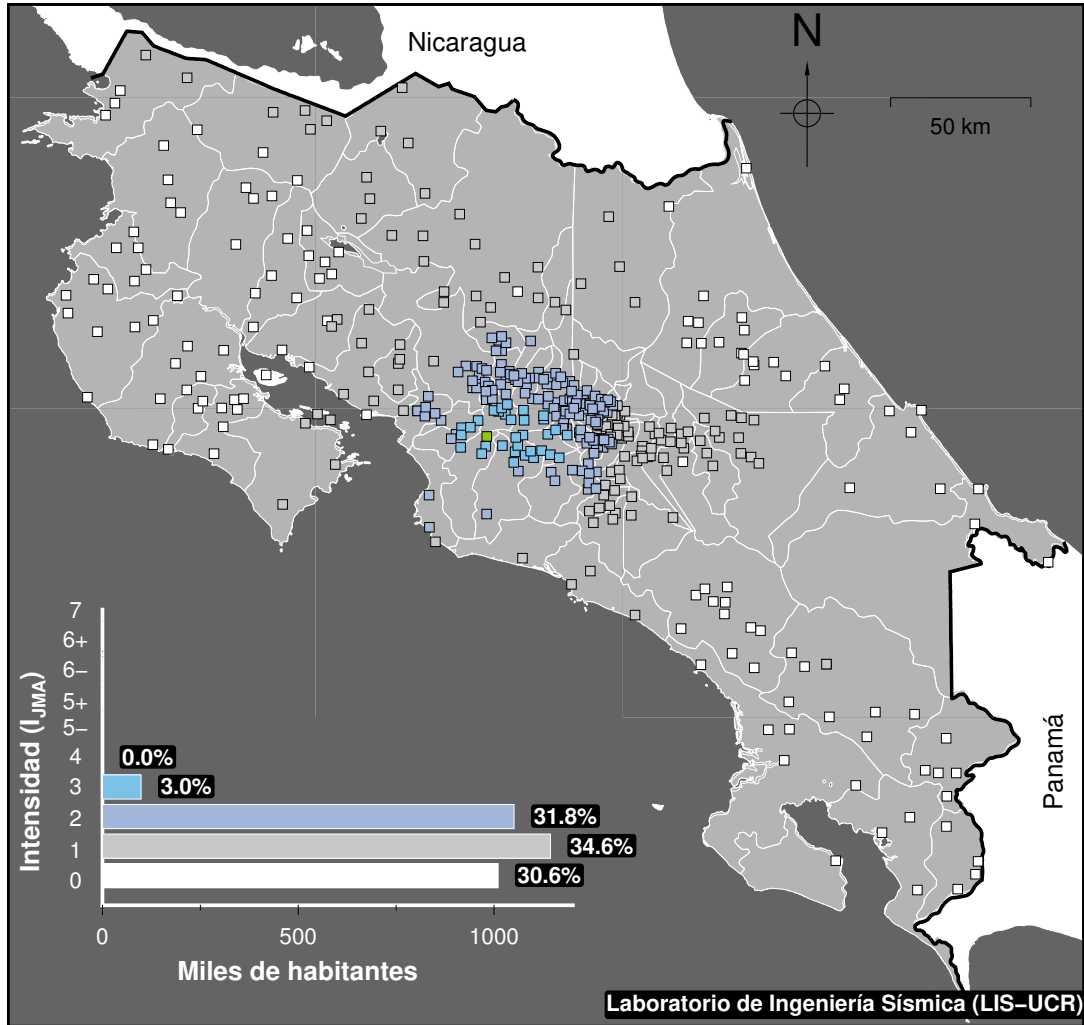 Nicaragua
N
50 km
Panamá
Intensidad (I_JMA)
7
6+
6−
5+
5−
4
3
2
1
0
0.0%
3.0%
31.8%
34.6%
30.6%
0
500
1000
Miles de habitantes
Laboratorio de Ingeniería Sísmica (LIS−UCR)